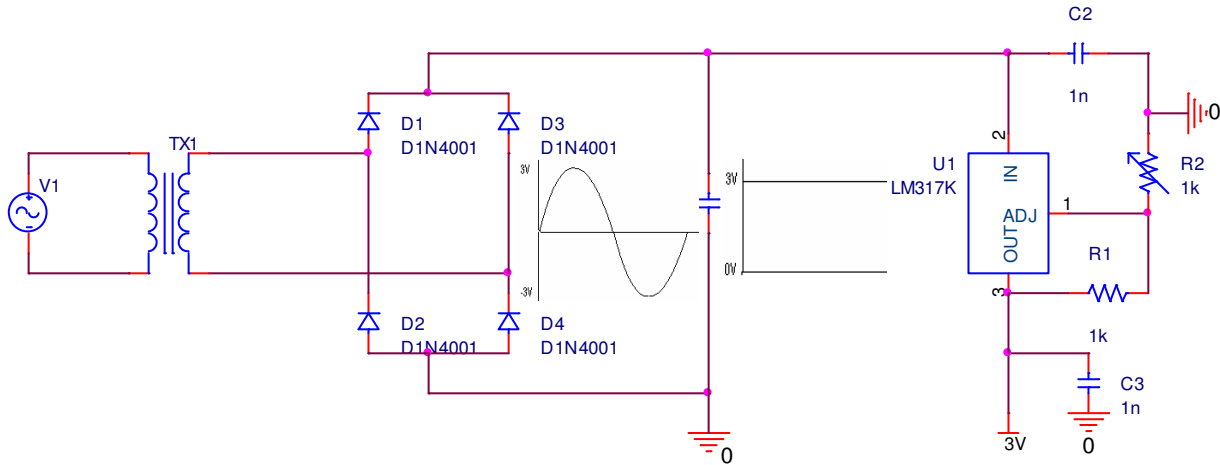 C2
1n
0
TX1
V1
D1
D1N4001
D3
D1N4001
3V
-3V
3V
0V
2
U1
LM317K
IN
ADJ
OUT
1
3
R2
1k
R1
1k
D2
D1N4001
D4
D1N4001
C3
1n
0
3V
0